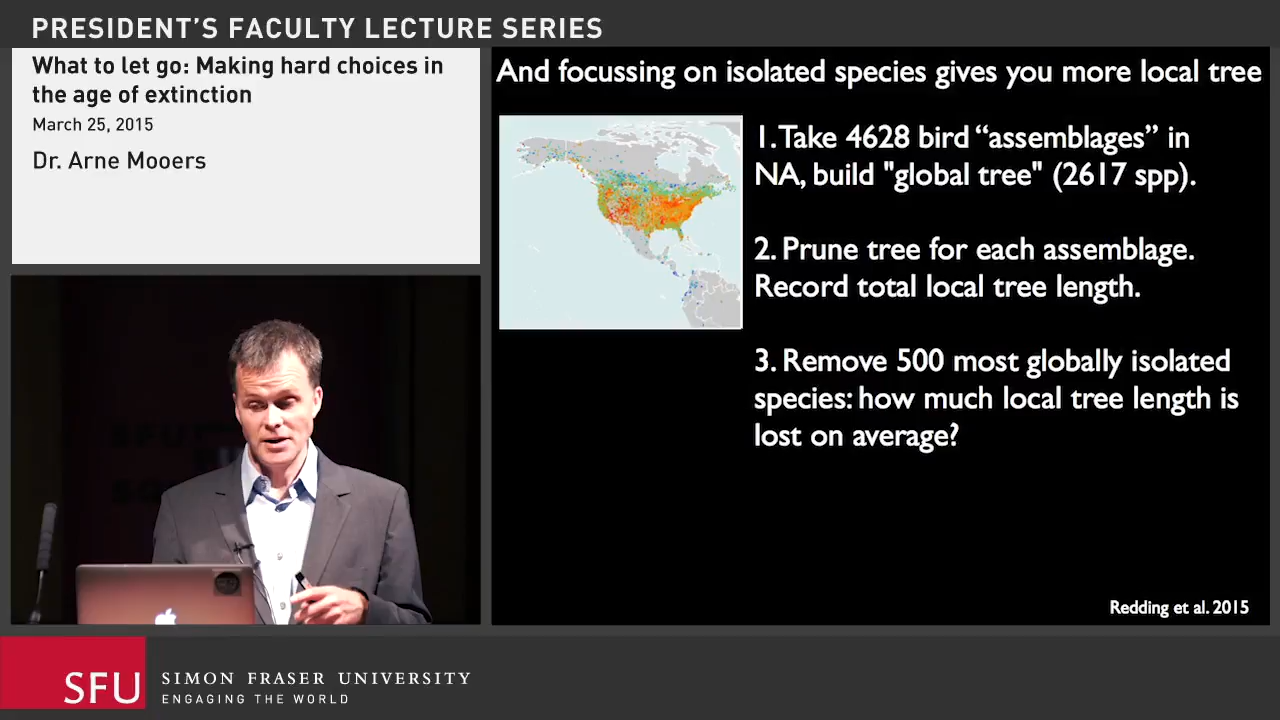 PRESIDENT'S FACULTY LECTURE SERIES
What to let go: Making hard choices in
the age of extinction
March 25, 2015
Dr. Arne Mooers
And focussing on isolated species gives you more local tree
1. Take 4628 bird “assemblages” in
NA, build "global tree" (2617 spp).
2. Prune tree for each assemblage.
Record total local tree length.
3. Remove 500 most globally isolated
species: how much local tree length is
lost on average?
Redding et al. 2015
SFU
SIMON FRASER UNIVERSITY
ENGAGING THE WORLD